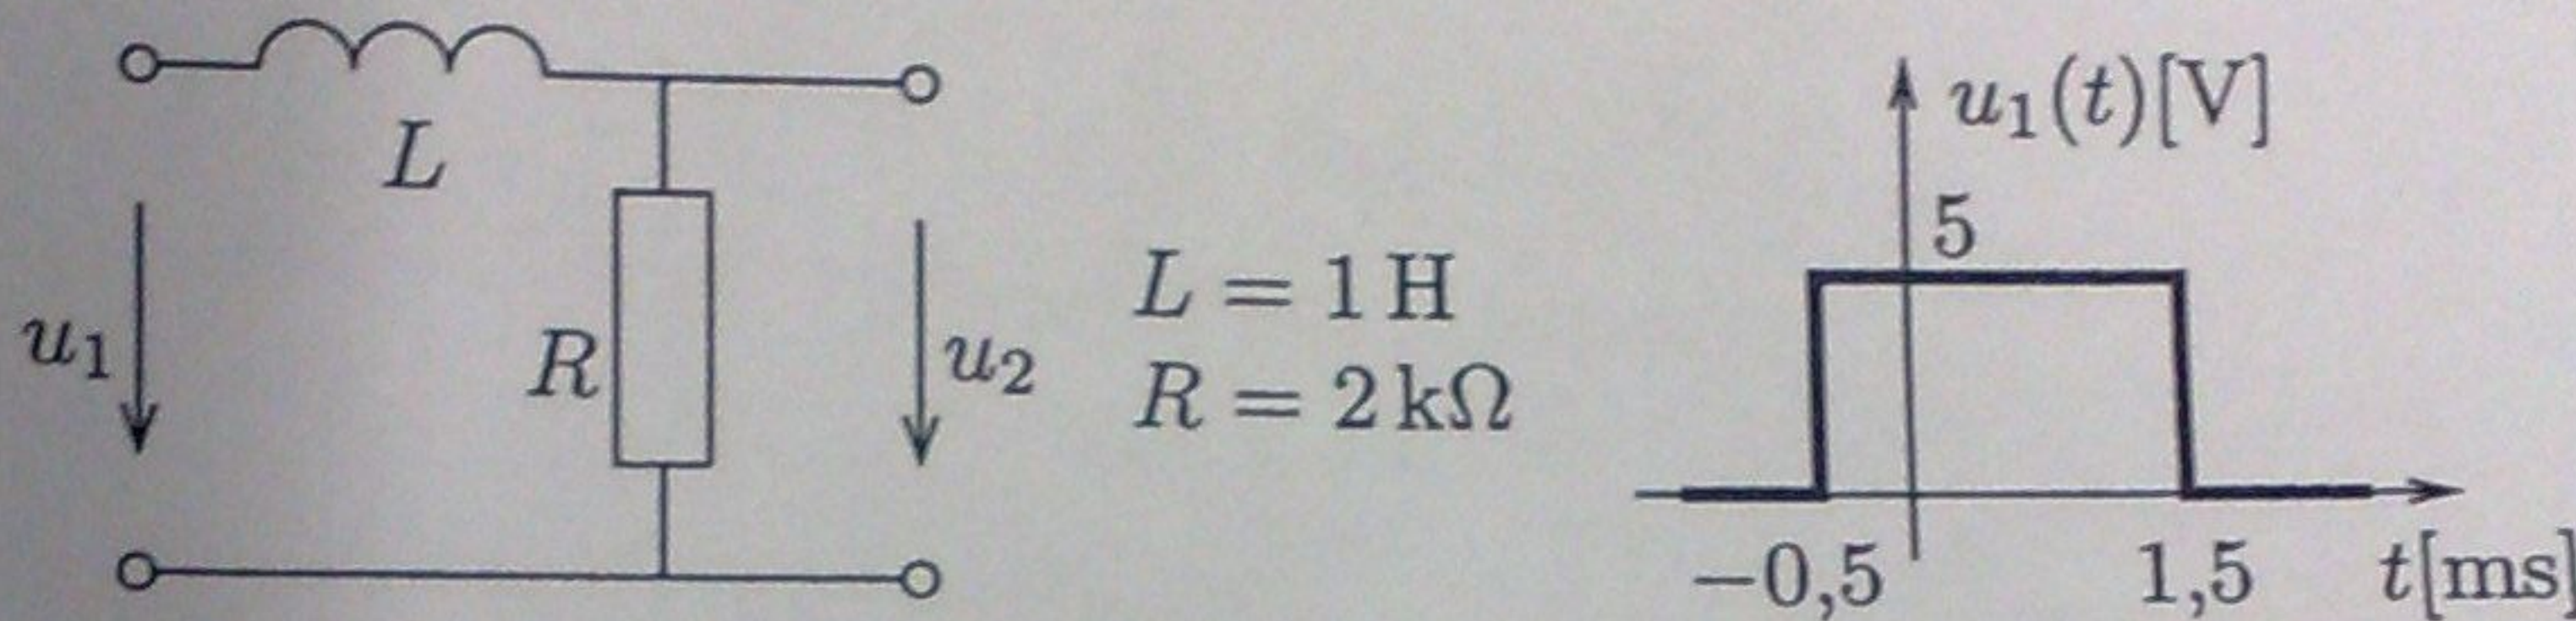 L
u₁
R
u₂
L = 1 H
R = 2 kΩ
u₁(t)[V]
5
−0,5
1,5
t[ms]